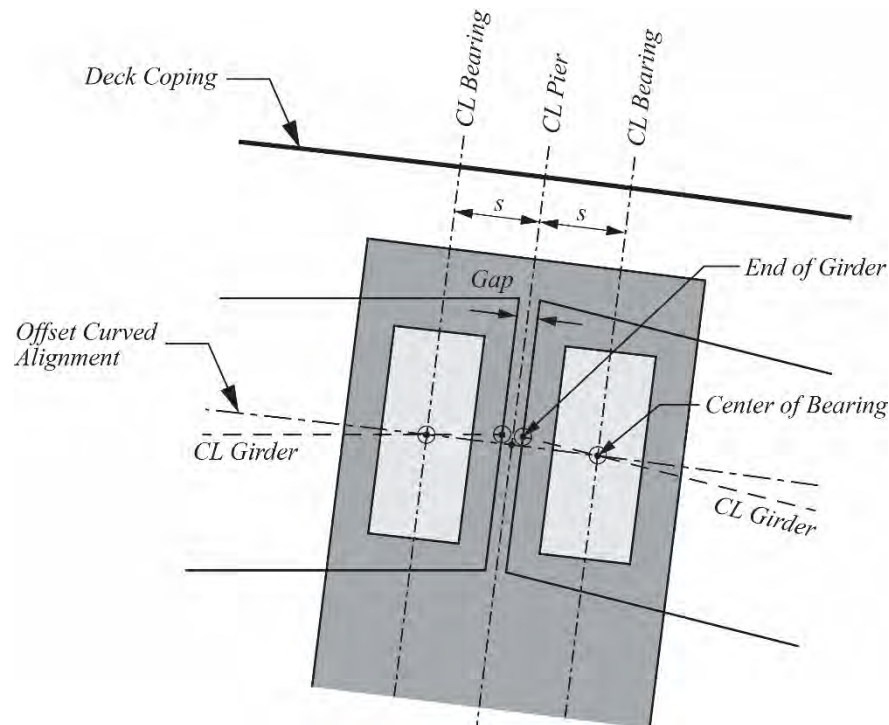 CL Bearing
CL Pier
CL Bearing
Deck Coping
s
s
Gap
End of Girder
Offset Curved
Alignment
Center of Bearing
CL Girder
CL Girder